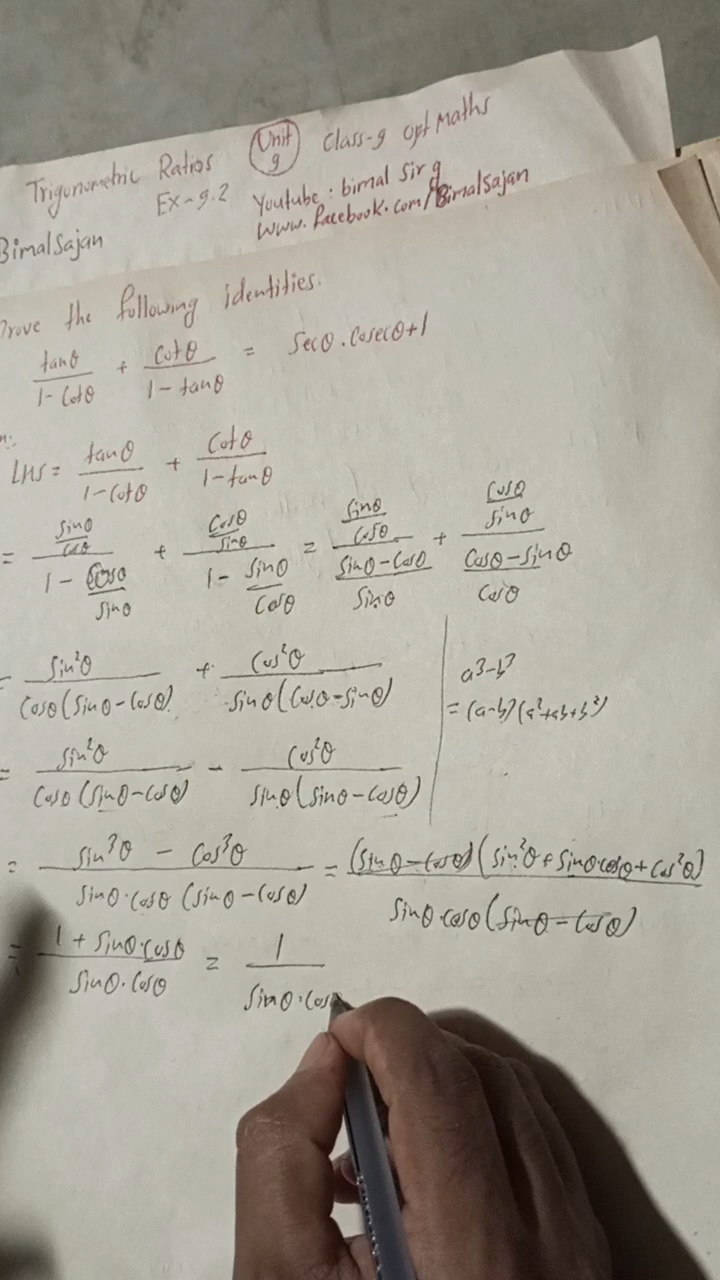 Trigonometric Ratios Unit 9 Class-9 Opt Maths
Ex-9.2 Youtube: bimal Sir g
BimalSajan www.facebook.com/BimalSajan
Prove the following identities.
tanθ/(1-Cotθ) + Cotθ/(1-tanθ) = Secθ.Cosecθ+1
LHS = tanθ/(1-Cotθ) + Cotθ/(1-tanθ)
= (Sinθ/Cosθ)/(1-Cosθ/Sinθ) + (Cosθ/Sinθ)/(1-Sinθ/Cosθ) = (Sinθ/Cosθ)/((Sinθ-Cosθ)/Sinθ) + (Cosθ/Sinθ)/((Cosθ-Sinθ)/Cosθ)
= Sin²θ/(Cosθ(Sinθ-Cosθ)) + Cos²θ/(Sinθ(Cosθ-Sinθ))
a³-b³
= (a-b)(a²+ab+b²)
= Sin²θ/(Cosθ(Sinθ-Cosθ)) - Cos²θ/(Sinθ(Sinθ-Cosθ))
= (Sin³θ - Cos³θ)/(Sinθ.Cosθ(Sinθ-Cosθ)) = (Sinθ-Cosθ)(Sin²θ+Sinθcosθ+Cos²θ)/(Sinθ.Cosθ(Sinθ-Cosθ))
= (1+Sinθ.Cosθ)/(Sinθ.Cosθ) = 1/(Sinθ.Cos